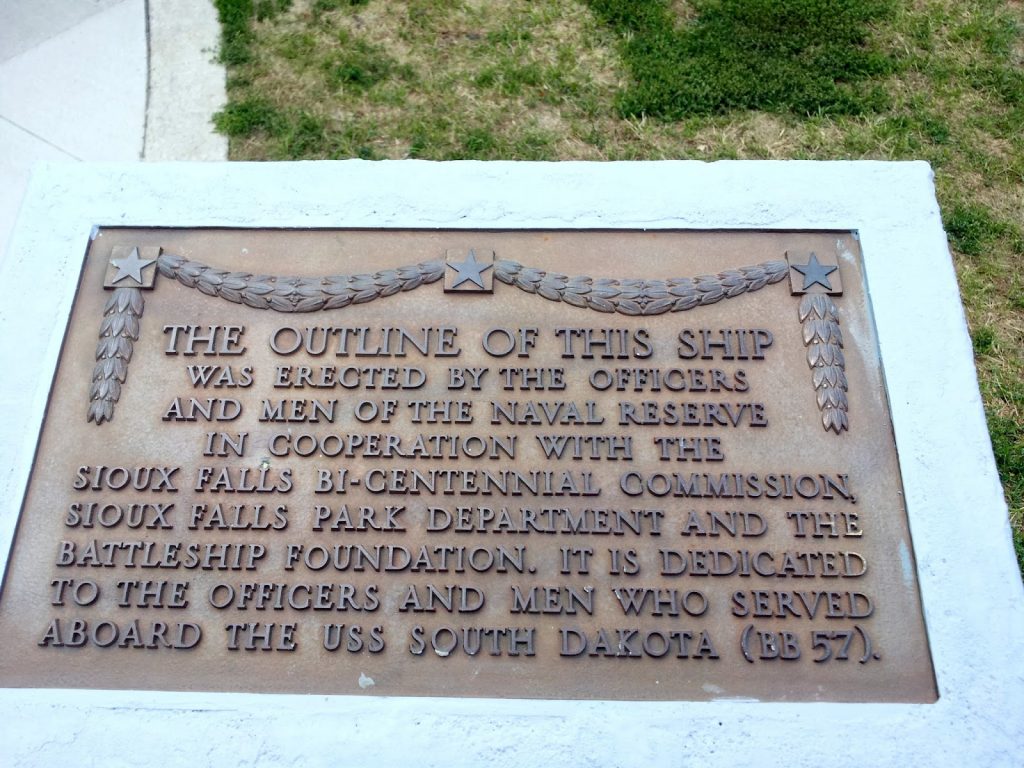 THE OUTLINE OF THIS SHIP
WAS ERECTED BY THE OFFICERS
AND MEN OF THE NAVAL RESERVE
IN COOPERATION WITH THE
SIOUX FALLS BI-CENTENNIAL COMMISSION,
SIOUX FALLS PARK DEPARTMENT AND THE
BATTLESHIP FOUNDATION. IT IS DEDICATED
TO THE OFFICERS AND MEN WHO SERVED
ABOARD THE USS SOUTH DAKOTA (BB 57).